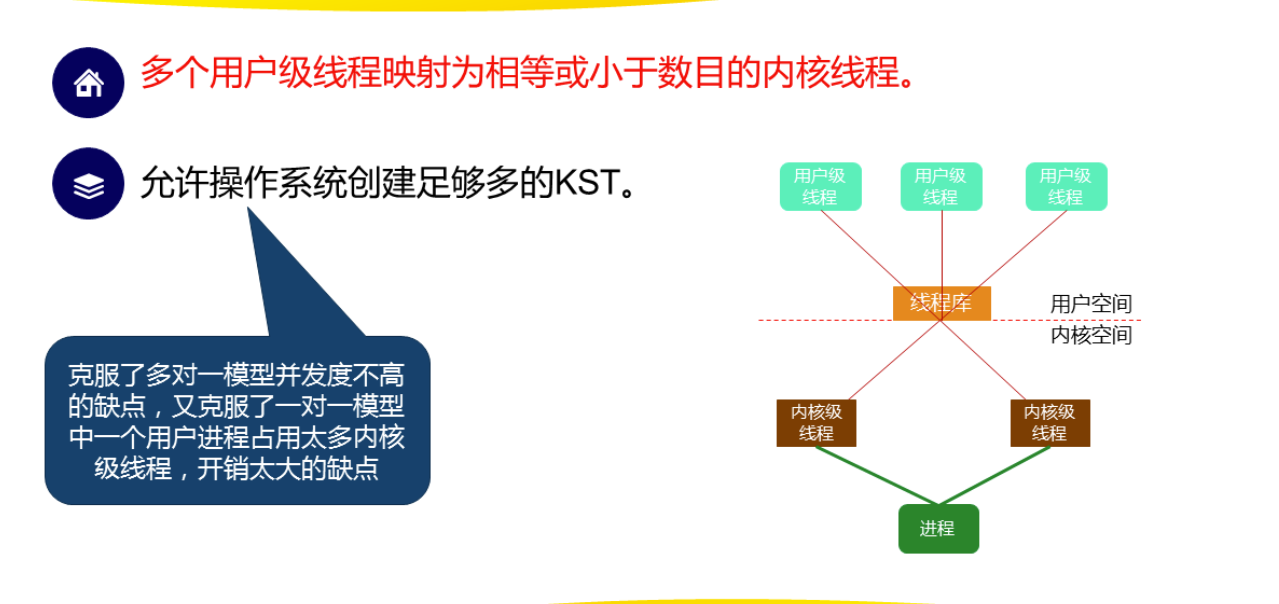 多个用户级线程映射为相等或小于数目的内核线程。
允许操作系统创建足够多的KST。
克服了多对一模型并发度不高
的缺点，又克服了一对一模型
中一个用户进程占用太多内核
级线程，开销太大的缺点
用户级
线程
用户级
线程
用户级
线程
线程库
用户空间
内核空间
内核级
线程
内核级
线程
进程